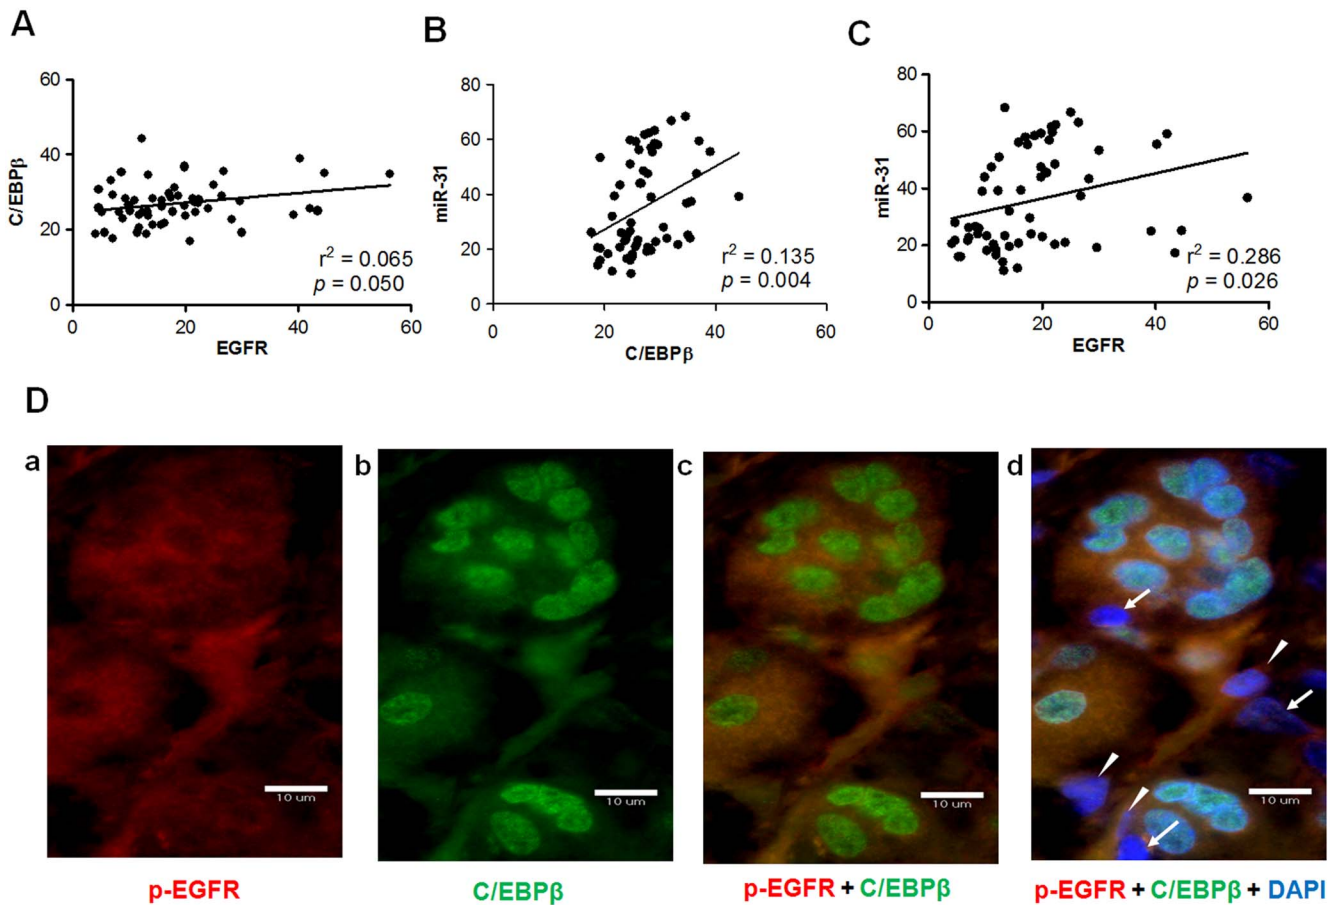 A
B
C
60
40
20
0
C/EBPβ
0 20 40 60
EGFR
r² = 0.065
p = 0.050
80
60
40
20
0
miR-31
0 20 40 60
C/EBPβ
r² = 0.135
p = 0.004
80
60
40
20
0
miR-31
0 20 40 60
EGFR
r² = 0.286
p = 0.026
D
a
b
c
d
10 um
10 um
10 um
10 um
p-EGFR
C/EBPβ
p-EGFR + C/EBPβ
p-EGFR + C/EBPβ + DAPI